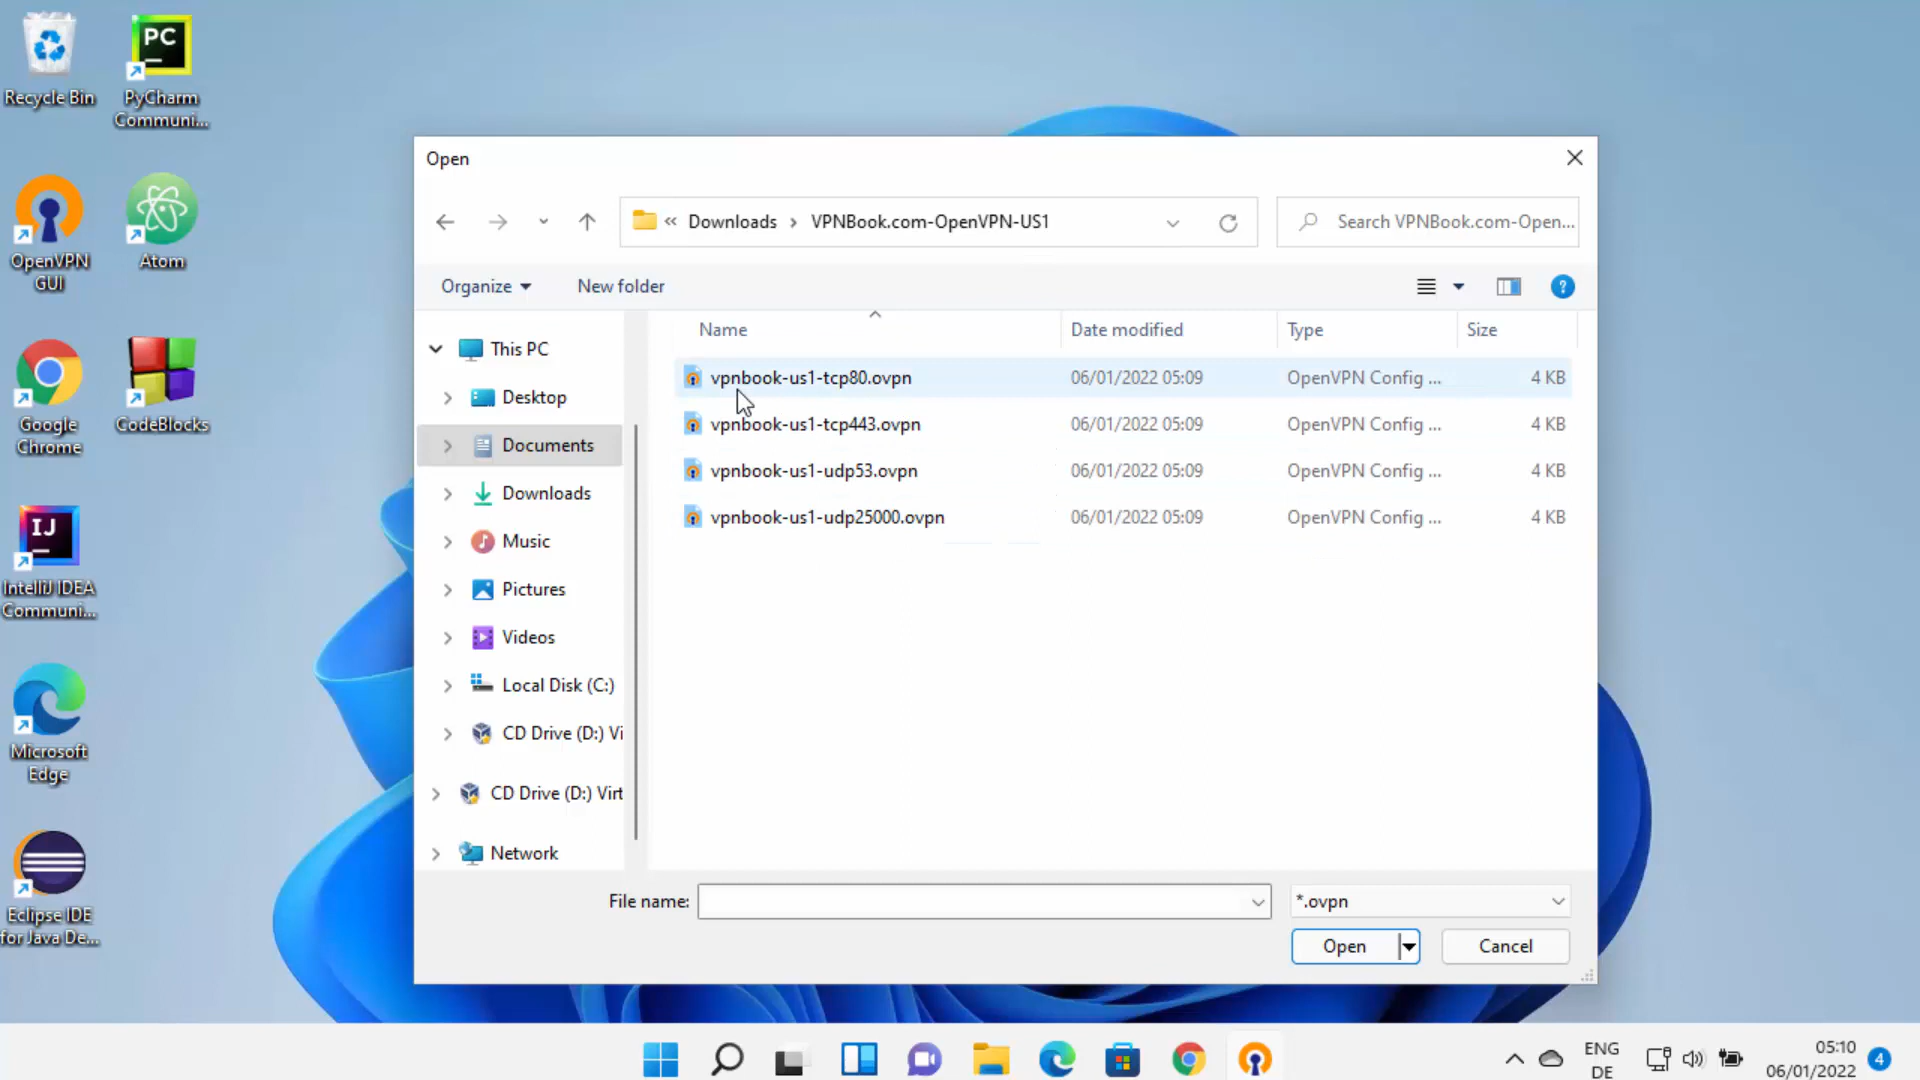 Recycle Bin
PC
PyCharm
Communi...
OpenVPN
GUI
Atom
Google
Chrome
CodeBlocks
IJ
IntelliJ IDEA
Communi...
Microsoft
Edge
Eclipse IDE
for Java De...
Open
« Downloads › VPNBook.com-OpenVPN-US1
Search VPNBook.com-Open...
Organize
New folder
?
This PC
Desktop
Documents
Downloads
Music
Pictures
Videos
Local Disk (C:)
CD Drive (D:) Vi
CD Drive (D:) Virt
Network
Name Date modified Type Size
vpnbook-us1-tcp80.ovpn 06/01/2022 05:09 OpenVPN Config ... 4 KB
vpnbook-us1-tcp443.ovpn 06/01/2022 05:09 OpenVPN Config ... 4 KB
vpnbook-us1-udp53.ovpn 06/01/2022 05:09 OpenVPN Config ... 4 KB
vpnbook-us1-udp25000.ovpn 06/01/2022 05:09 OpenVPN Config ... 4 KB
File name:
*.ovpn
Open
Cancel
ENG
DE
05:10
06/01/2022
4